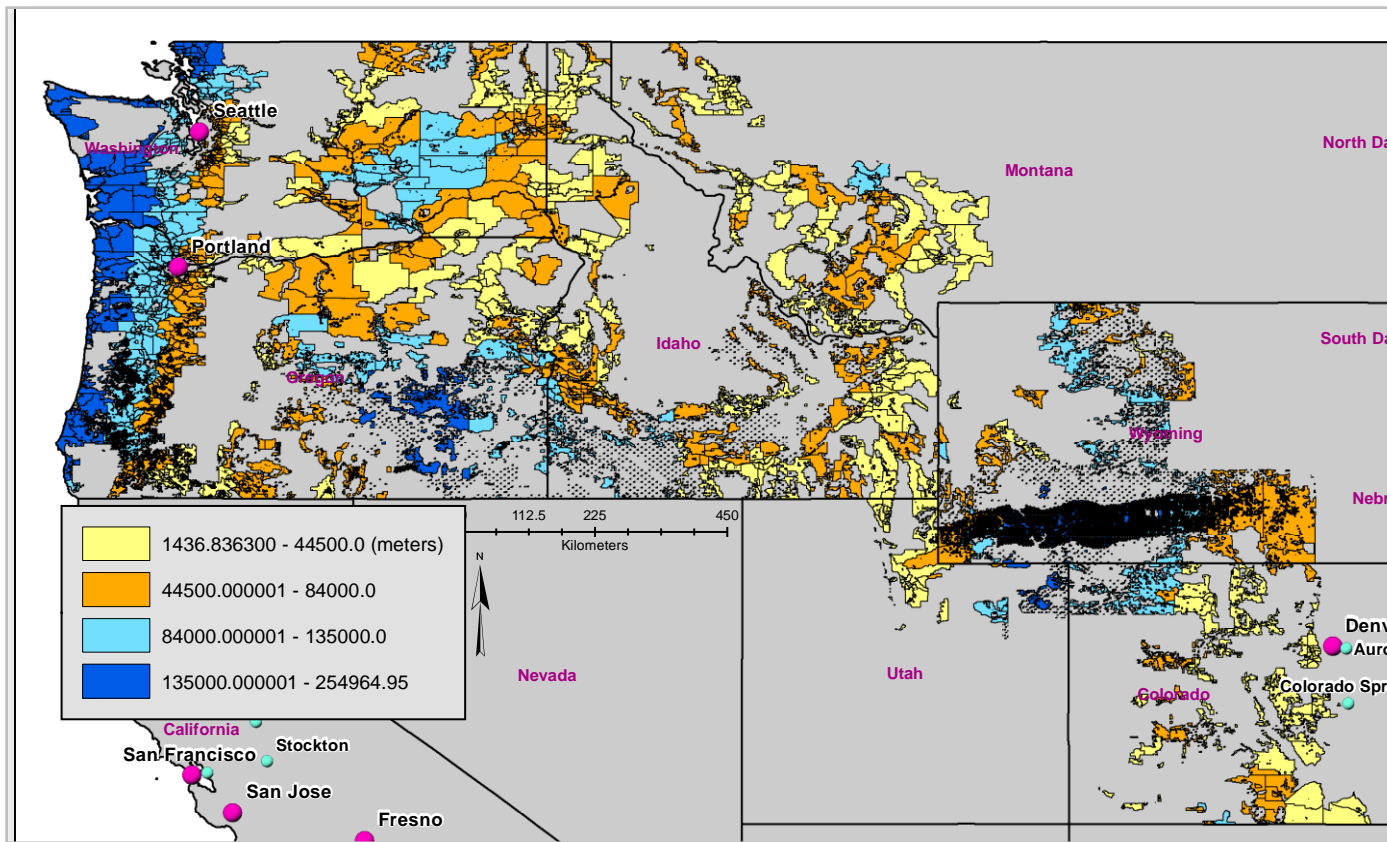 Seattle
Washington
North Da
Montana
Portland
South Da
Idaho
Oregon
Wyoming
Nebr
112.5 225 450
Kilometers
1436.836300 - 44500.0 (meters)
N
44500.000001 - 84000.0
84000.000001 - 135000.0
135000.000001 - 254964.95
Denv
Auro
Nevada
Utah
Colorado Spr
Colorado
California
Stockton
San Francisco
San Jose
Fresno